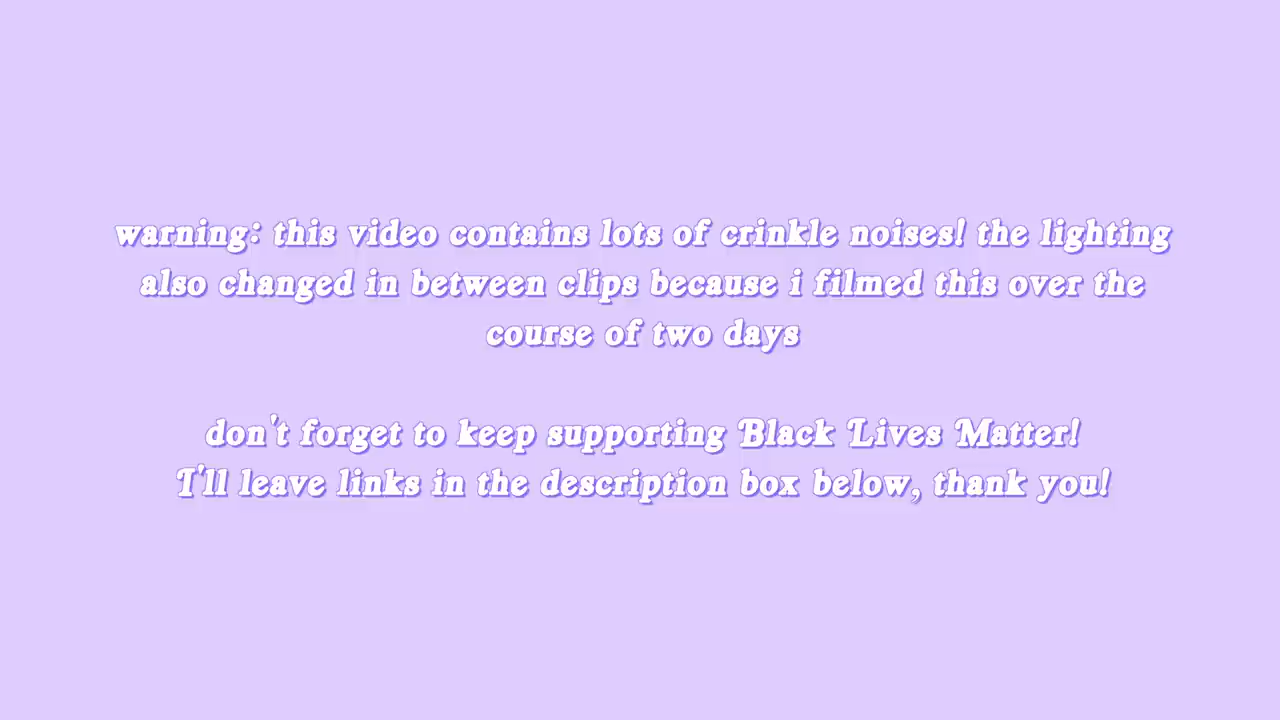 warning: this video contains lots of crinkle noises! the lighting
also changed in between clips because i filmed this over the
course of two days
don't forget to keep supporting Black Lives Matter!
I'll leave links in the description box below, thank you!